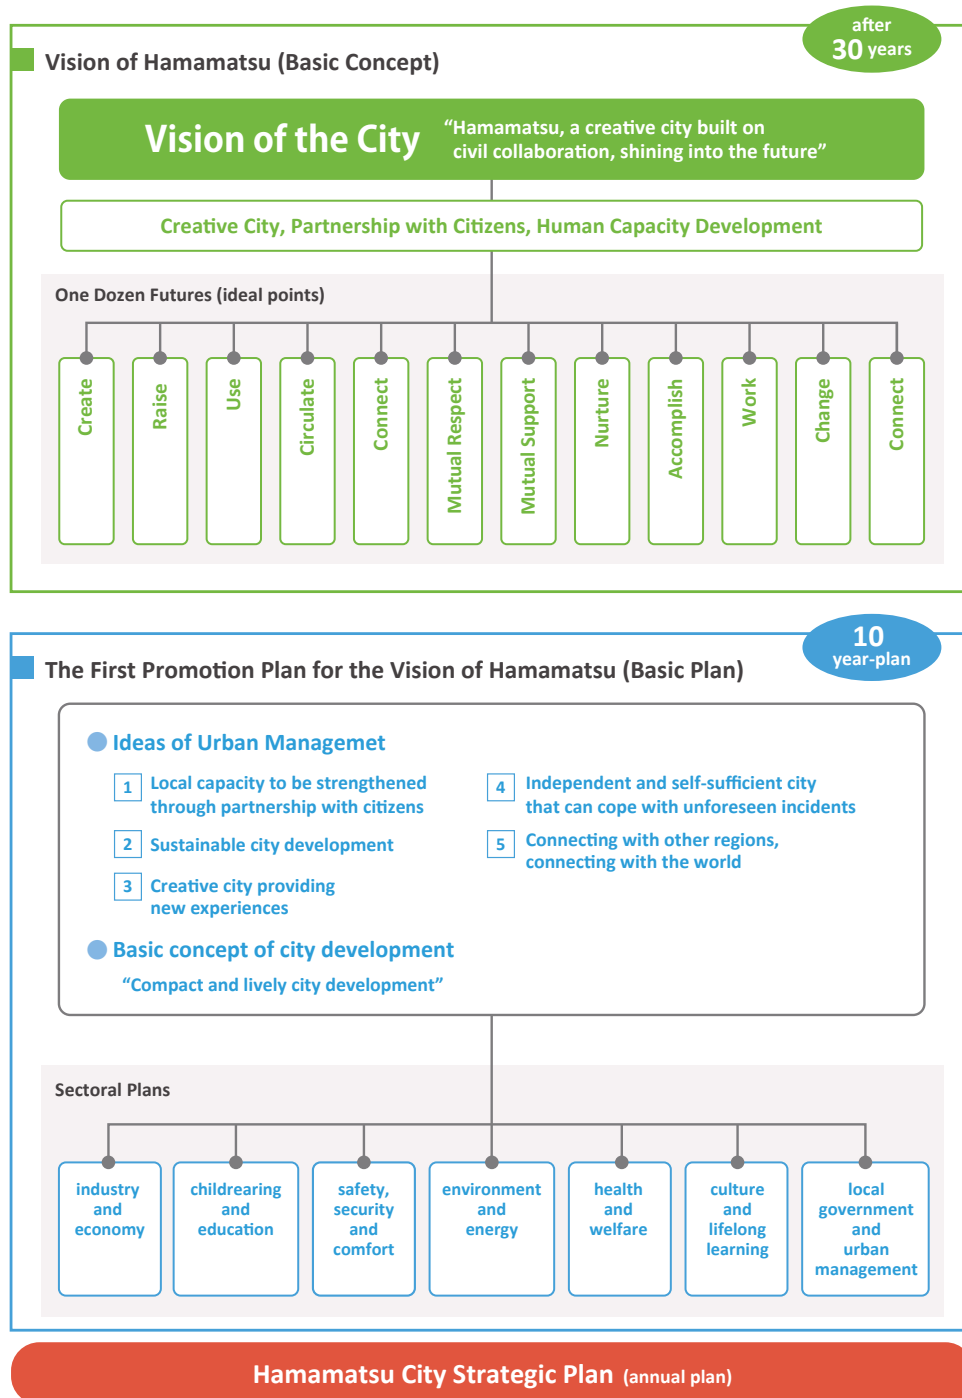 after
30 years
Vision of Hamamatsu (Basic Concept)
Vision of the City
“Hamamatsu, a creative city built on
civil collaboration, shining into the future”
Creative City, Partnership with Citizens, Human Capacity Development
One Dozen Futures (ideal points)
Create
Raise
Use
Circulate
Connect
Mutual Respect
Mutual Support
Nurture
Accomplish
Work
Change
Connect
10
year-plan
The First Promotion Plan for the Vision of Hamamatsu (Basic Plan)
Ideas of Urban Managemet
1 Local capacity to be strengthened
through partnership with citizens
2 Sustainable city development
3 Creative city providing
new experiences
4 Independent and self-sufficient city
that can cope with unforeseen incidents
5 Connecting with other regions,
connecting with the world
Basic concept of city development
“Compact and lively city development”
Sectoral Plans
industry
and
economy
childrearing
and
education
safety,
security
and
comfort
environment
and
energy
health
and
welfare
culture
and
lifelong
learning
local
government
and
urban
management
Hamamatsu City Strategic Plan (annual plan)